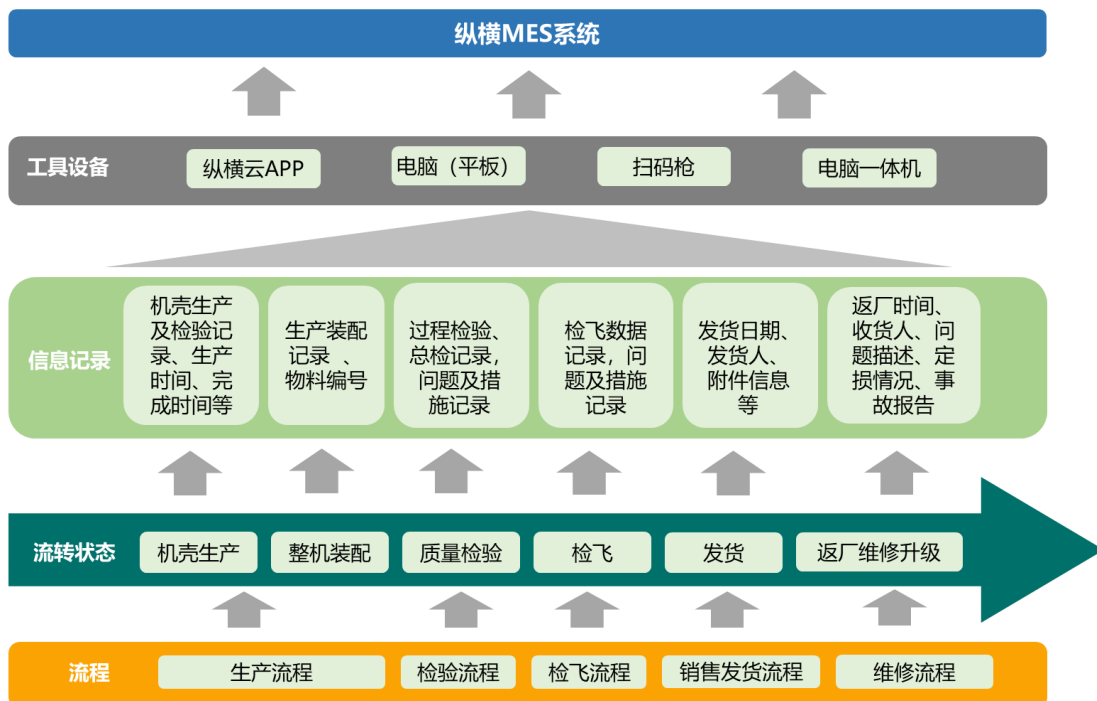 纵横MES系统
工具设备
纵横云APP
电脑（平板）
扫码枪
电脑一体机
信息记录
机壳生产
及检验记
录、生产
时间、完
成时间等
生产装配
记录 、
物料编号
过程检验、
总检记录，
问题及措
施记录
检飞数据
记录，问
题及措施
记录
发货日期、
发货人、
附件信息
等
返厂时间、
收货人、问
题描述、定
损情况、事
故报告
流转状态
机壳生产
整机装配
质量检验
检飞
发货
返厂维修升级
流程
生产流程
检验流程
检飞流程
销售发货流程
维修流程